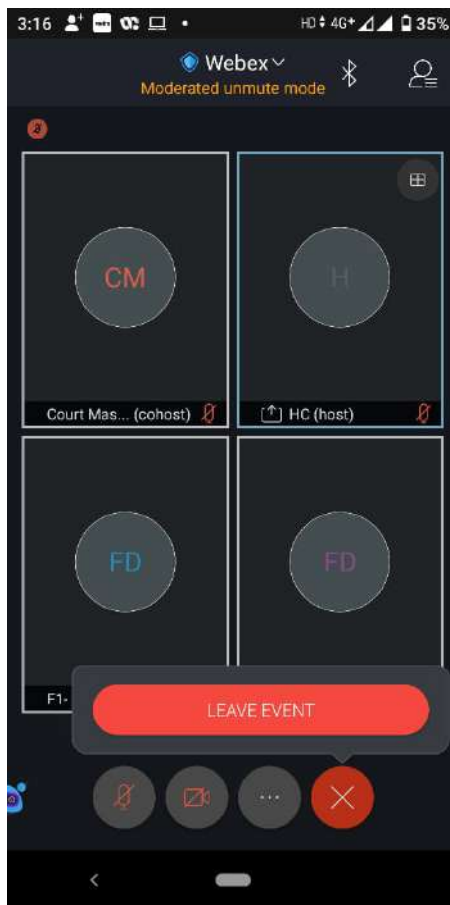 3:16 HD 4G+ 35%
Webex
Moderated unmute mode
CM
H
Court Mas... (cohost)
HC (host)
FD
FD
F1-
LEAVE EVENT